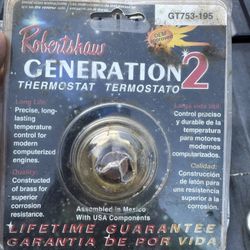 GT753-195
Robertshaw
OEM
approved
GENERATION 2
THERMOSTAT TERMOSTATO
Long Life:
Precise, long-
lasting
temperature
control for
modern
computerized
engines.
Quality:
Constructed
of brass for
superior
corrosion
resistance.
Larga vida útil:
Control preciso
y durable de la
temperatura
para motores
modernos
computarizados.
Calidad:
Construcción
de latón para
una resistencia
superior a la
corrosión.
Assembled in Mexico
With USA Components
LIFETIME GUARANTEE
GARANTIA DE POR VIDA